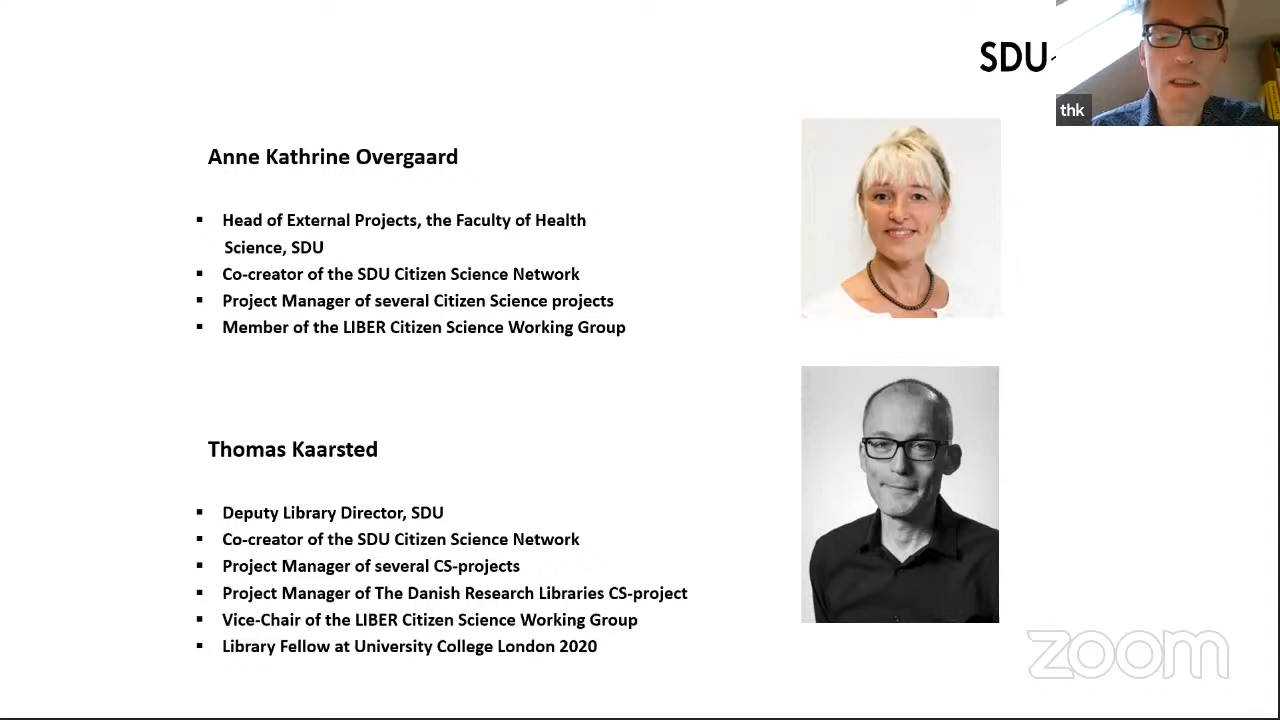 SDU
thk
Anne Kathrine Overgaard
▪ Head of External Projects, the Faculty of Health
Science, SDU
▪ Co-creator of the SDU Citizen Science Network
▪ Project Manager of several Citizen Science projects
▪ Member of the LIBER Citizen Science Working Group
Thomas Kaarsted
▪ Deputy Library Director, SDU
▪ Co-creator of the SDU Citizen Science Network
▪ Project Manager of several CS-projects
▪ Project Manager of The Danish Research Libraries CS-project
▪ Vice-Chair of the LIBER Citizen Science Working Group
▪ Library Fellow at University College London 2020
zoom